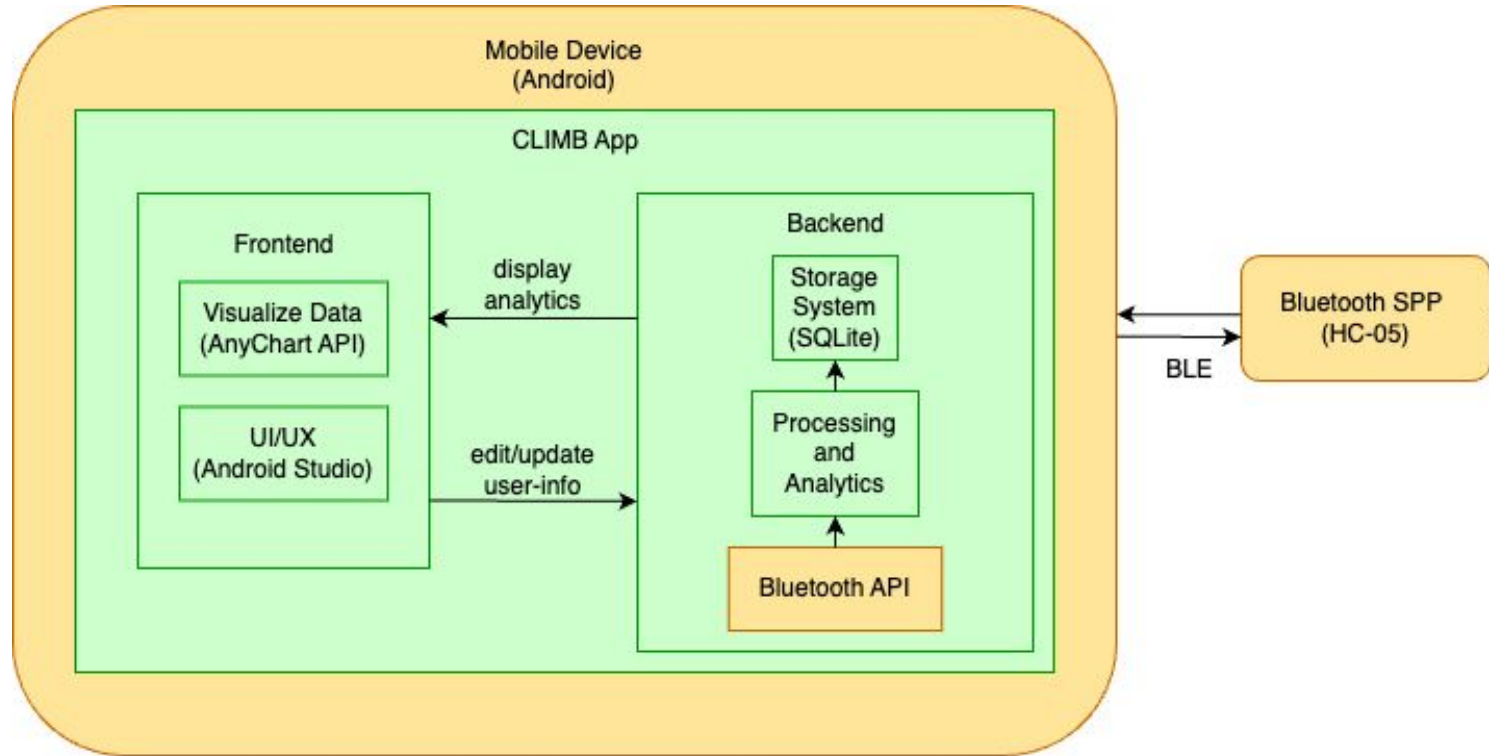 Mobile Device
(Android)
CLIMB App
Frontend
Visualize Data
(AnyChart API)
UI/UX
(Android Studio)
display
analytics
edit/update
user-info
Backend
Storage
System
(SQLite)
Processing
and
Analytics
Bluetooth API
Bluetooth SPP
(HC-05)
BLE